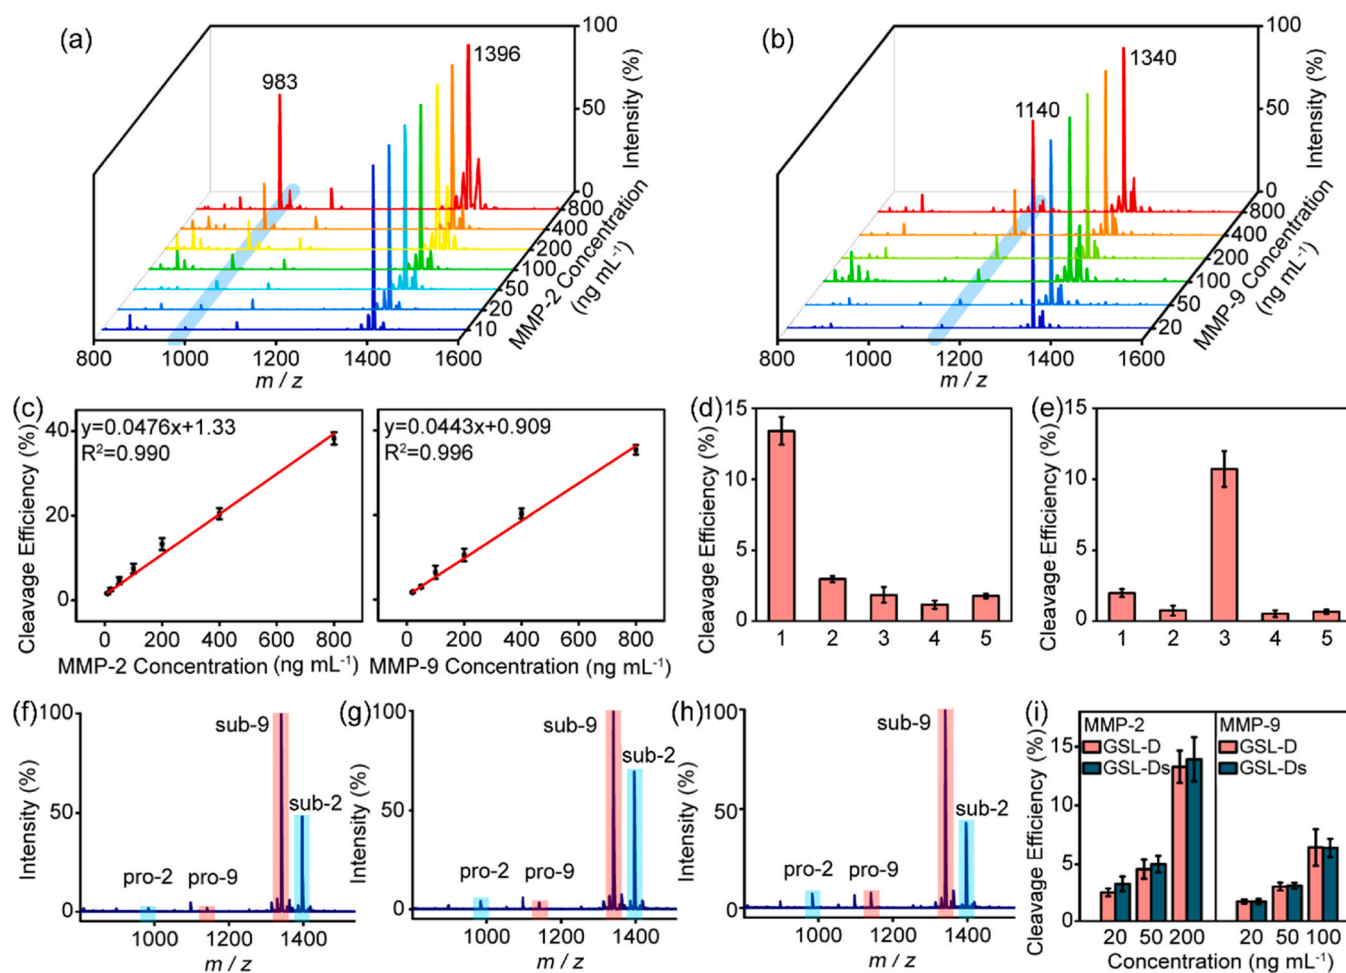 (a)
983
1396
100
50
0
Intensity (%)
800
400
200
100
50
20
10
MMP-2 Concentration
(ng mL⁻¹)
800 1000 1200 1400 1600
m / z
(b)
1140
1340
100
50
0
Intensity (%)
800
400
200
100
50
20
MMP-9 Concentration
(ng mL⁻¹)
800 1000 1200 1400 1600
m / z
(c)
Cleavage Efficiency (%)
40
20
0
y=0.0476x+1.33
R²=0.990
0 200 400 600 800
MMP-2 Concentration (ng mL⁻¹)
y=0.0443x+0.909
R²=0.996
0 200 400 600 800
MMP-9 Concentration (ng mL⁻¹)
(d)
Cleavage Efficiency (%)
15
10
5
0
1 2 3 4 5
(e)
Cleavage Efficiency (%)
15
10
5
0
1 2 3 4 5
(f)
Intensity (%)
100
50
0
sub-9
sub-2
pro-2
pro-9
1000 1200 1400
m / z
(g)
Intensity (%)
100
50
0
sub-9
sub-2
pro-2
pro-9
1000 1200 1400
m / z
(h)
Intensity (%)
100
50
0
sub-9
sub-2
pro-2
pro-9
1000 1200 1400
m / z
(i)
Cleavage Efficiency (%)
15
10
5
0
MMP-2
GSL-D
GSL-Ds
MMP-9
GSL-D
GSL-Ds
20 50 200 20 50 100
Concentration (ng mL⁻¹)